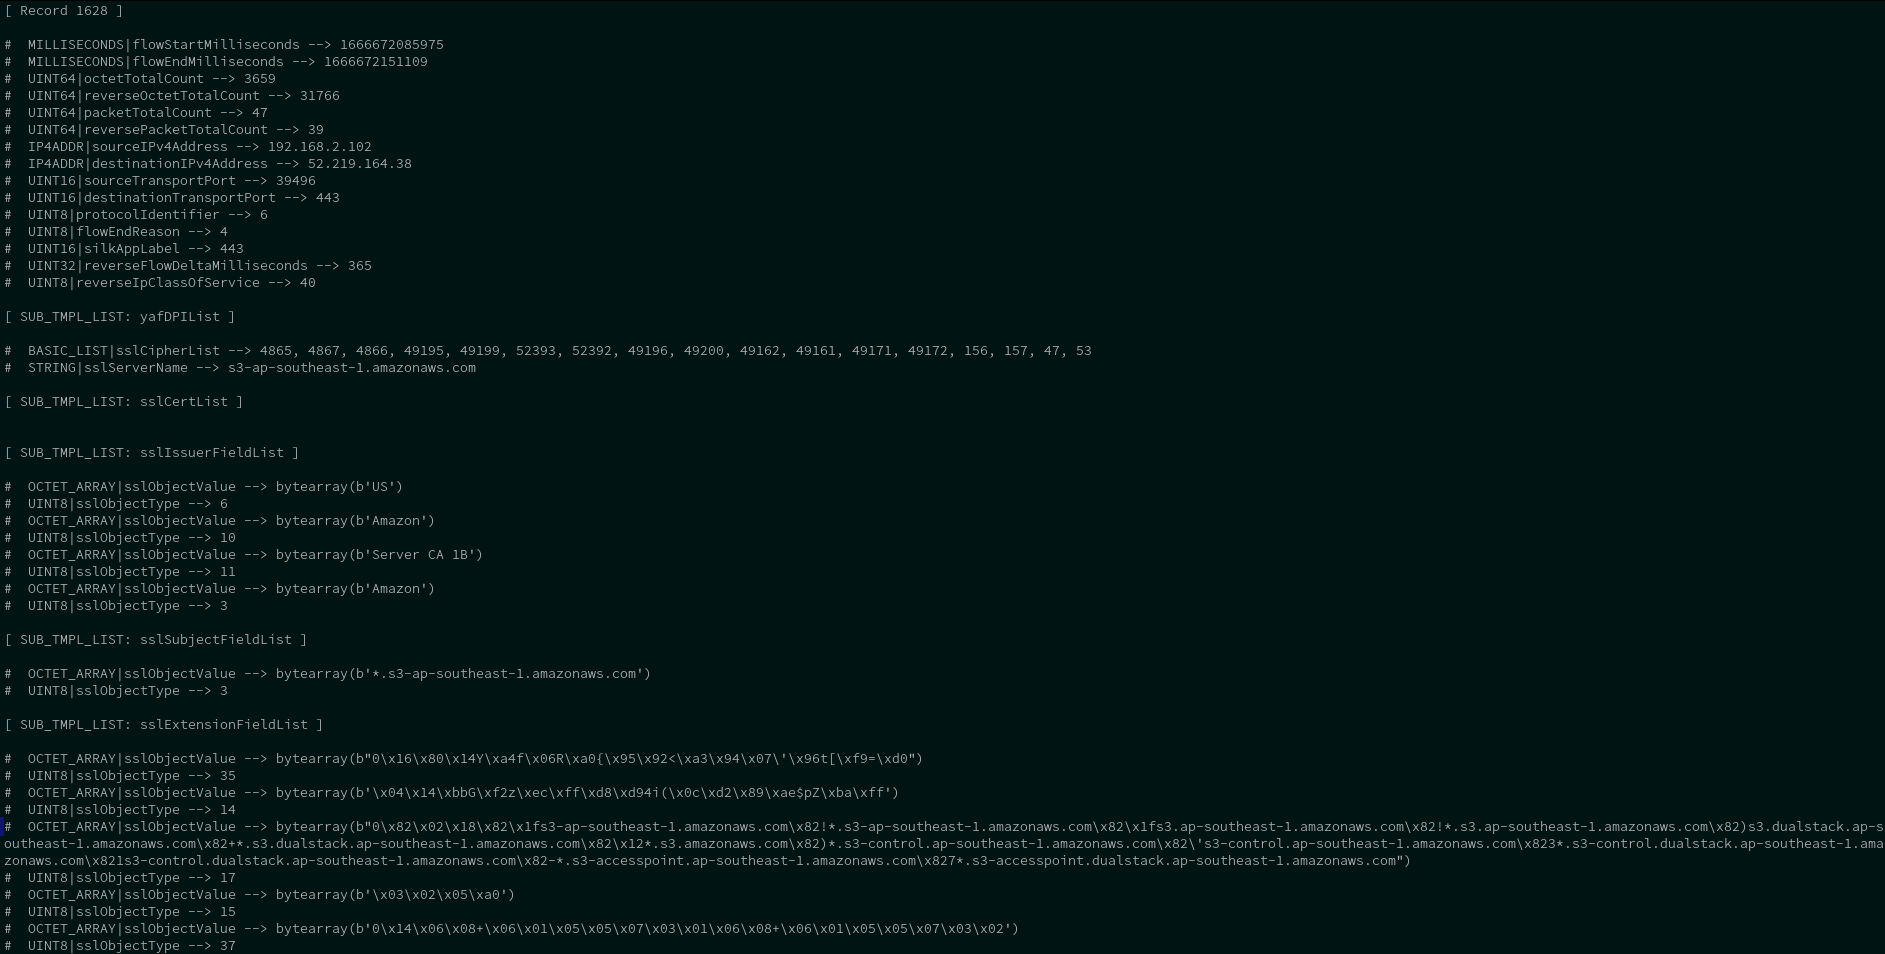 [ Record 1628 ]
#  MILLISECONDS|flowStartMilliseconds --> 1666672085975
#  MILLISECONDS|flowEndMilliseconds --> 1666672151109
#  UINT64|octetTotalCount --> 3659
#  UINT64|reverseOctetTotalCount --> 31766
#  UINT64|packetTotalCount --> 47
#  UINT64|reversePacketTotalCount --> 39
#  IP4ADDR|sourceIPv4Address --> 192.168.2.102
#  IP4ADDR|destinationIPv4Address --> 52.219.164.38
#  UINT16|sourceTransportPort --> 39496
#  UINT16|destinationTransportPort --> 443
#  UINT8|protocolIdentifier --> 6
#  UINT8|flowEndReason --> 4
#  UINT16|silkAppLabel --> 443
#  UINT32|reverseFlowDeltaMilliseconds --> 365
#  UINT8|reverseIpClassOfService --> 40
[ SUB_TMPL_LIST: yafDPIList ]
#  BASIC_LIST|sslCipherList --> 4865, 4867, 4866, 49195, 49199, 52393, 52392, 49196, 49200, 49162, 49161, 49171, 49172, 156, 157, 47, 53
#  STRING|sslServerName --> s3-ap-southeast-1.amazonaws.com
[ SUB_TMPL_LIST: sslCertList ]
[ SUB_TMPL_LIST: sslIssuerFieldList ]
#  OCTET_ARRAY|sslObjectValue --> bytearray(b'US')
#  UINT8|sslObjectType --> 6
#  OCTET_ARRAY|sslObjectValue --> bytearray(b'Amazon')
#  UINT8|sslObjectType --> 10
#  OCTET_ARRAY|sslObjectValue --> bytearray(b'Server CA 1B')
#  UINT8|sslObjectType --> 11
#  OCTET_ARRAY|sslObjectValue --> bytearray(b'Amazon')
#  UINT8|sslObjectType --> 3
[ SUB_TMPL_LIST: sslSubjectFieldList ]
#  OCTET_ARRAY|sslObjectValue --> bytearray(b'*.s3-ap-southeast-1.amazonaws.com')
#  UINT8|sslObjectType --> 3
[ SUB_TMPL_LIST: sslExtensionFieldList ]
#  OCTET_ARRAY|sslObjectValue --> bytearray(b"0\x16\x80\x14Y\xa4f\x06R\xa0{\x95\x92<\xa3\x94\x07\'\x96t[\xf9=\xd0")
#  UINT8|sslObjectType --> 35
#  OCTET_ARRAY|sslObjectValue --> bytearray(b'\x04\x14\xbbG\xf2z\xec\xff\xd8\xd94i(\x0c\xd2\x89\xae$pZ\xba\xff')
#  UINT8|sslObjectType --> 14
#  OCTET_ARRAY|sslObjectValue --> bytearray(b"0\x82\x02\x18\x82\x1fs3-ap-southeast-1.amazonaws.com\x82!*.s3-ap-southeast-1.amazonaws.com\x82\x1fs3.ap-southeast-1.amazonaws.com\x82!*.s3.ap-southeast-1.amazonaws.com\x82)s3.dualstack.ap-s
outheast-1.amazonaws.com\x82+*.s3.dualstack.ap-southeast-1.amazonaws.com\x82\x12*.s3.amazonaws.com\x82)*.s3-control.ap-southeast-1.amazonaws.com\x82\'s3-control.ap-southeast-1.amazonaws.com\x823*.s3-control.dualstack.ap-southeast-1.ama
zonaws.com\x821s3-control.dualstack.ap-southeast-1.amazonaws.com\x82-*.s3-accesspoint.ap-southeast-1.amazonaws.com\x827*.s3-accesspoint.dualstack.ap-southeast-1.amazonaws.com")
#  UINT8|sslObjectType --> 17
#  OCTET_ARRAY|sslObjectValue --> bytearray(b'\x03\x02\x05\xa0')
#  UINT8|sslObjectType --> 15
#  OCTET_ARRAY|sslObjectValue --> bytearray(b'0\x14\x06\x08+\x06\x01\x05\x05\x07\x03\x01\x06\x08+\x06\x01\x05\x05\x07\x03\x02')
#  UINT8|sslObjectType --> 37